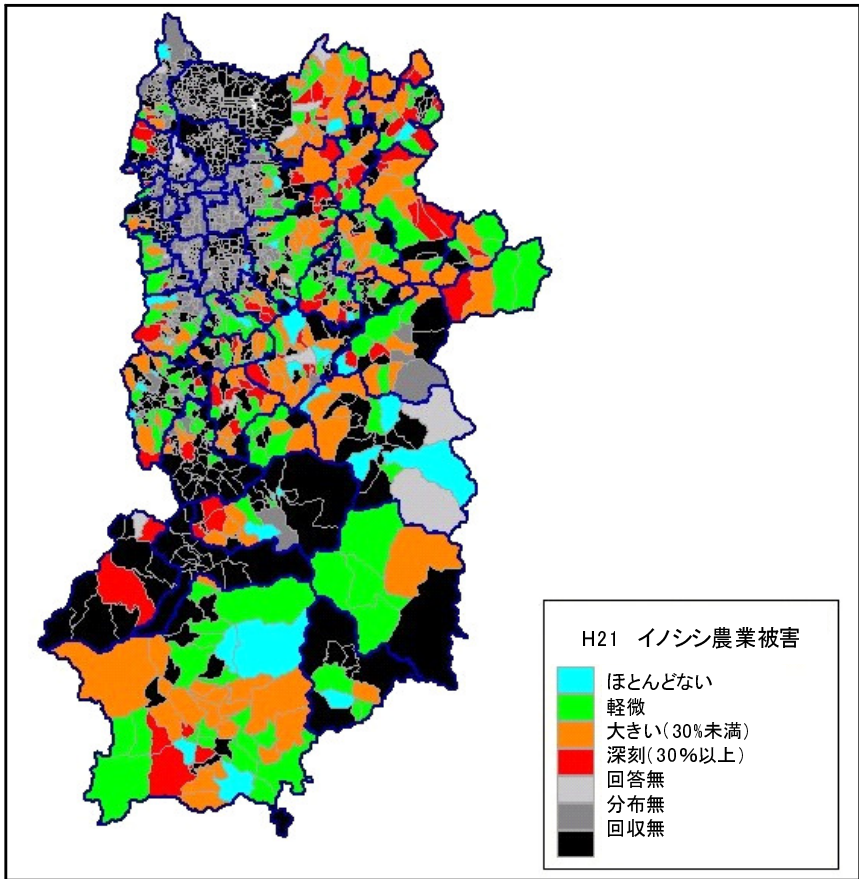 H21 イノシシ農業被害
ほとんどない
軽微
大きい(30%未満)
深刻(30%以上)
回答無
分布無
回収無